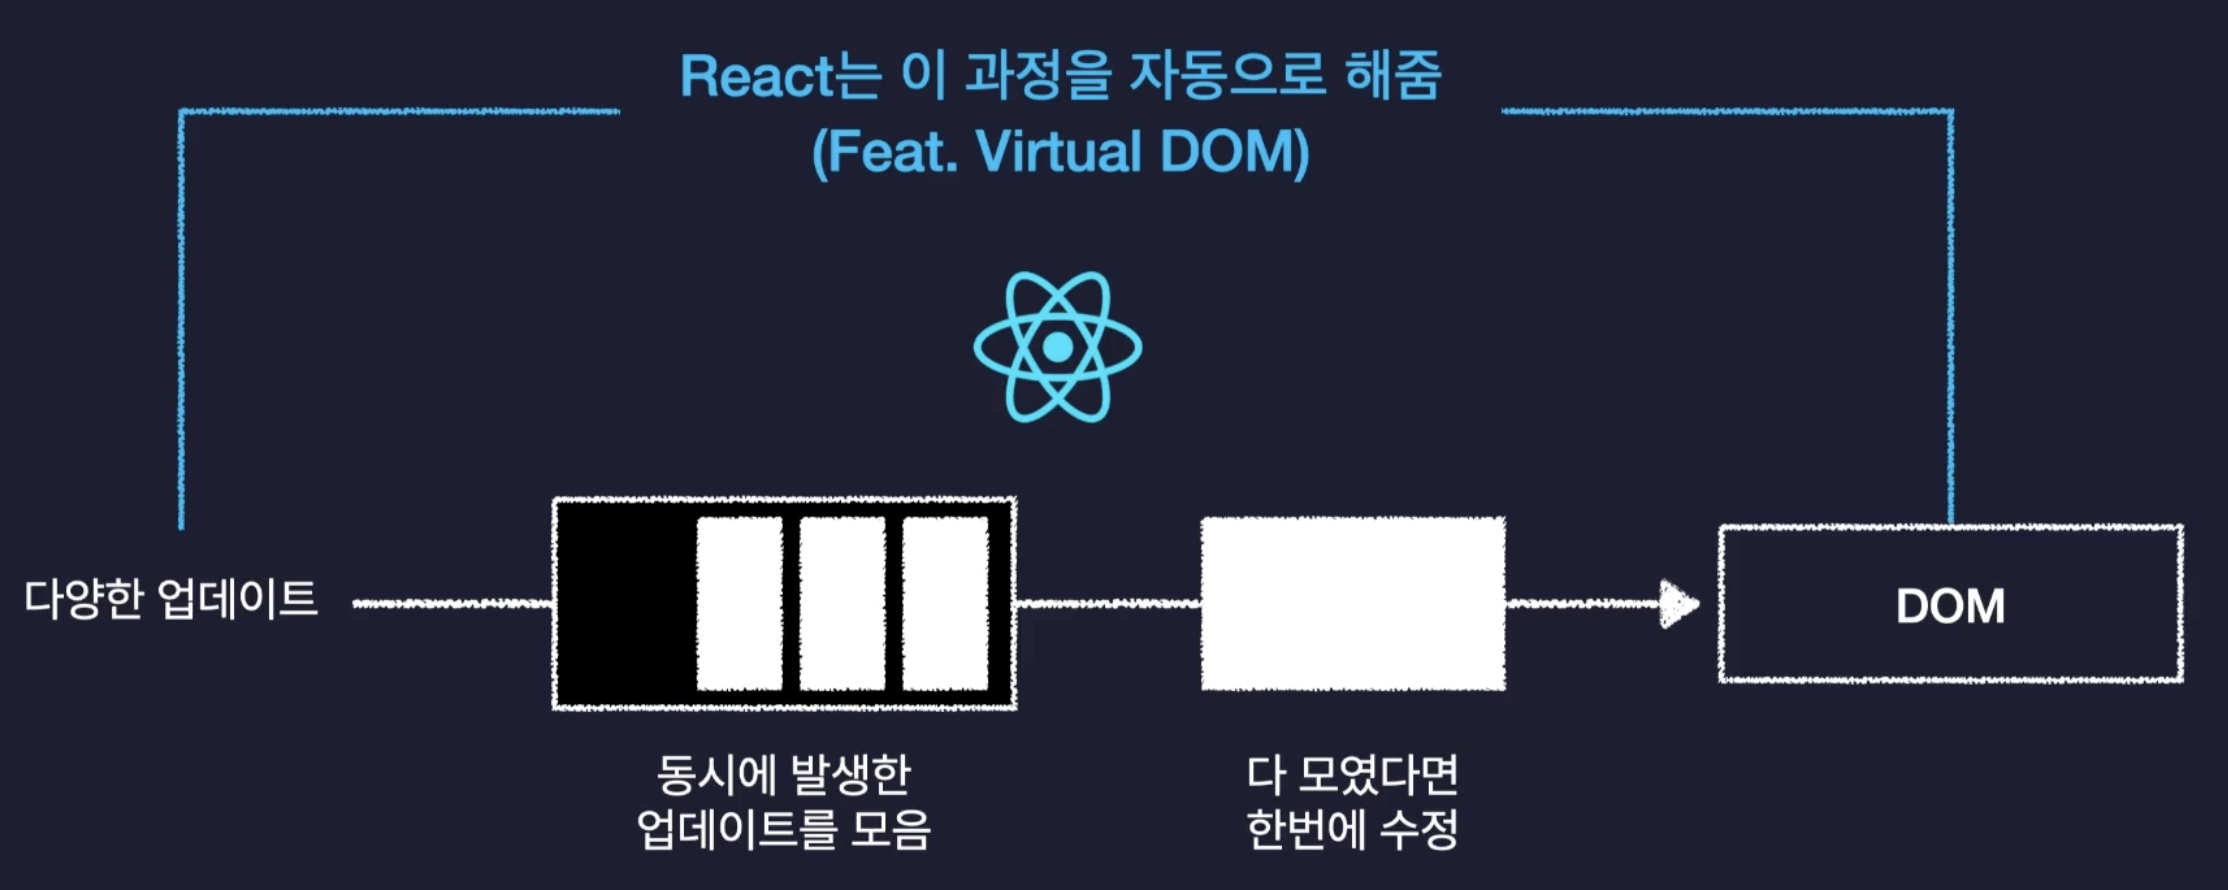 React는 이 과정을 자동으로 해줌
(Feat. Virtual DOM)
다양한 업데이트
DOM
동시에 발생한
업데이트를 모음
다 모였다면
한번에 수정